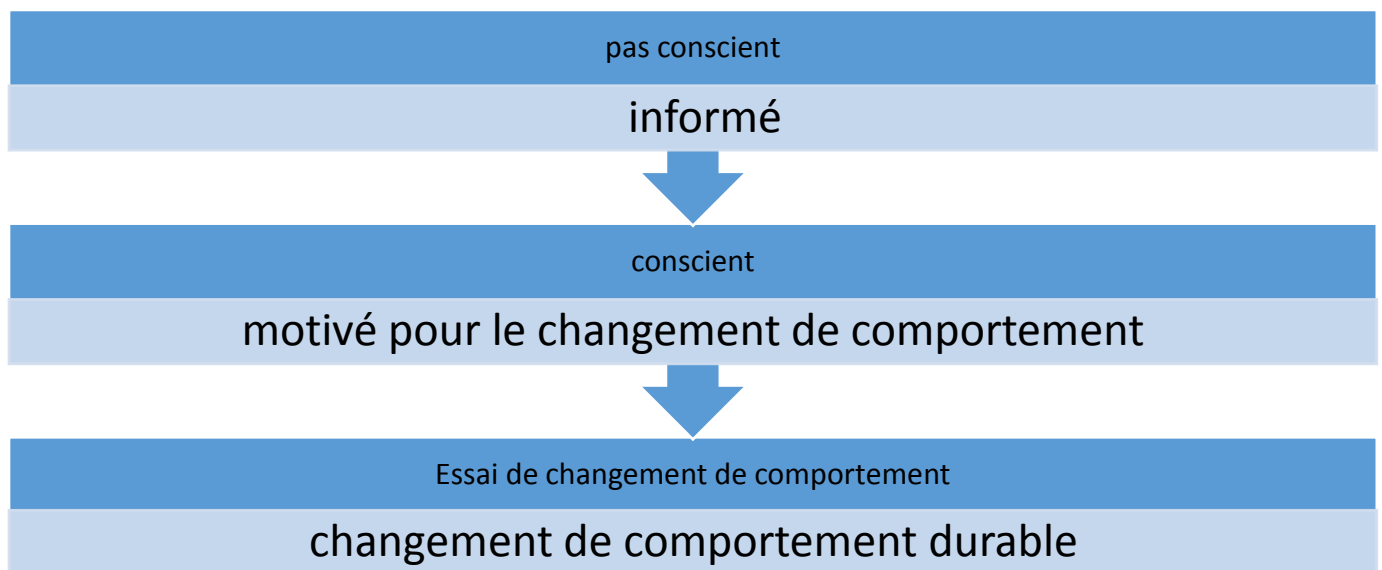 pas conscient
informé
conscient
motivé pour le changement de comportement
Essai de changement de comportement
changement de comportement durable